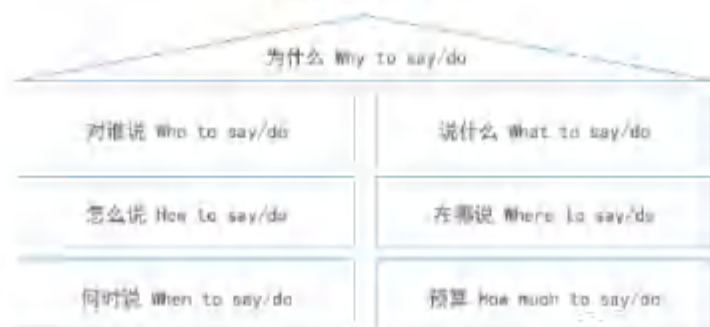 为什么 Why to say/do
对谁说 Who to say/do
说什么 What to say/do
怎么说 How to say/do
在哪说 Where to say/do
何时说 When to say/do
预算 How much to say/do